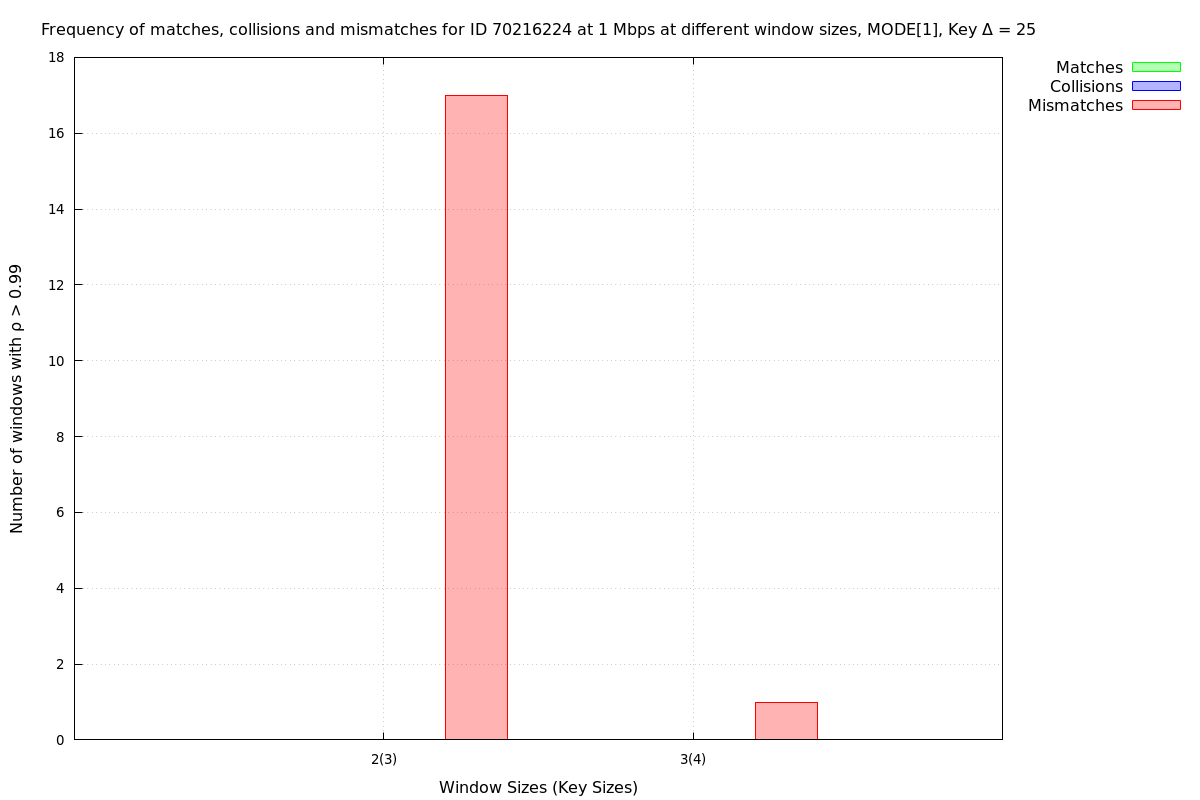 Frequency of matches, collisions and mismatches for ID 70216224 at 1 Mbps at different window sizes, MODE[1], Key Δ = 25
Matches
Collisions
Mismatches
Number of windows with ρ > 0.99
18
16
14
12
10
8
6
4
2
0
2(3)
3(4)
Window Sizes (Key Sizes)